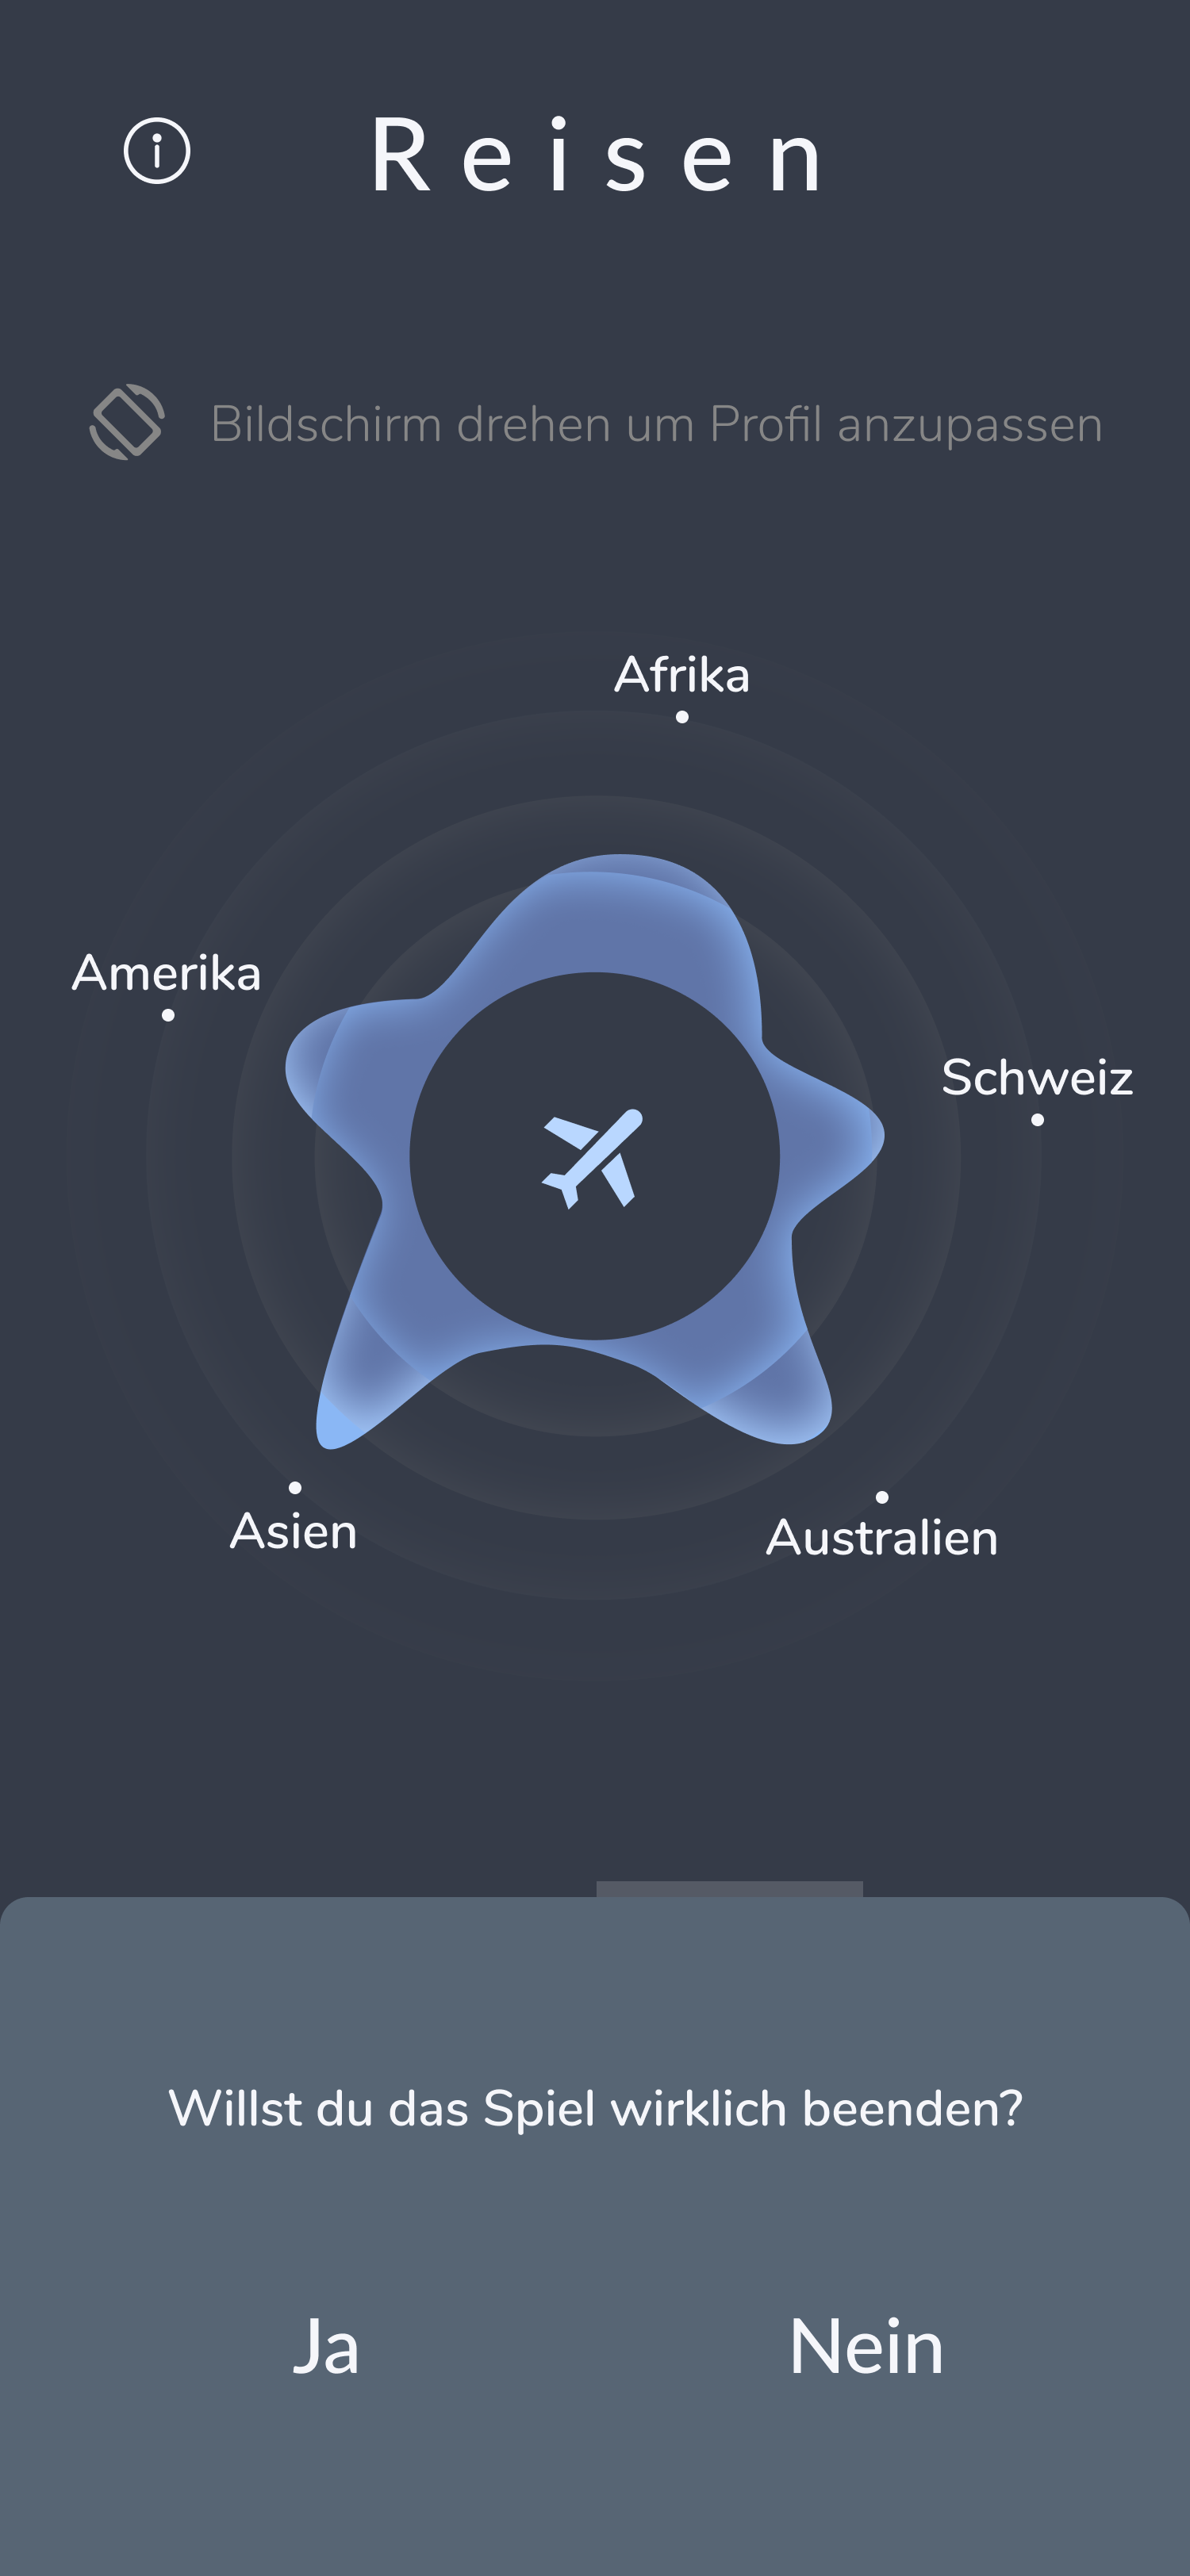 Reisen
Bildschirm drehen um Profil anzupassen
Afrika
Amerika
Schweiz
Asien
Australien
Willst du das Spiel wirklich beenden?
Ja
Nein